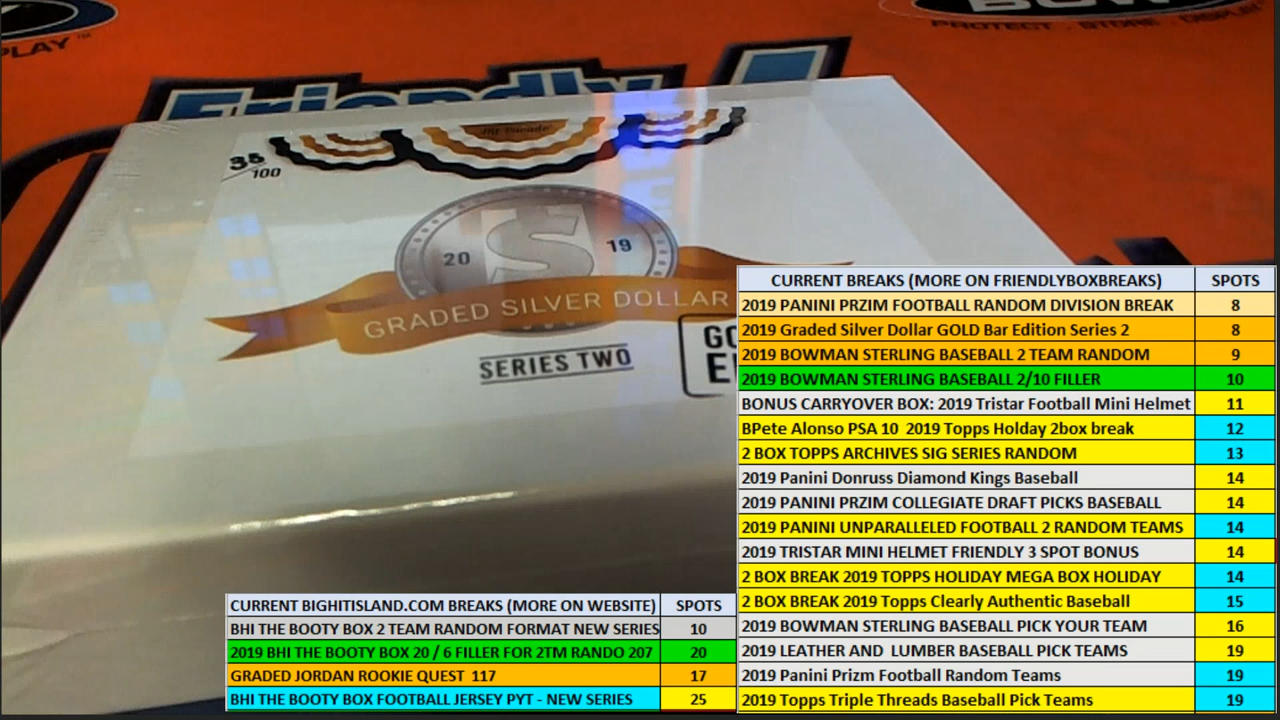 PLAY™
PROTECT · STORE · DISPLAY™
Friendly
Hit Parade
35/100
20 S 19
GRADED SILVER DOLLAR
SERIES TWO
CURRENT BREAKS (MORE ON FRIENDLYBOXBREAKS) SPOTS
2019 PANINI PRZIM FOOTBALL RANDOM DIVISION BREAK 8
2019 Graded Silver Dollar GOLD Bar Edition Series 2 8
2019 BOWMAN STERLING BASEBALL 2 TEAM RANDOM 9
2019 BOWMAN STERLING BASEBALL 2/10 FILLER 10
BONUS CARRYOVER BOX: 2019 Tristar Football Mini Helmet 11
BPete Alonso PSA 10 2019 Topps Holday 2box break 12
2 BOX TOPPS ARCHIVES SIG SERIES RANDOM 13
2019 Panini Donruss Diamond Kings Baseball 14
2019 PANINI PRZIM COLLEGIATE DRAFT PICKS BASEBALL 14
2019 PANINI UNPARALLELED FOOTBALL 2 RANDOM TEAMS 14
2019 TRISTAR MINI HELMET FRIENDLY 3 SPOT BONUS 14
2 BOX BREAK 2019 TOPPS HOLIDAY MEGA BOX HOLIDAY 14
2 BOX BREAK 2019 Topps Clearly Authentic Baseball 15
2019 BOWMAN STERLING BASEBALL PICK YOUR TEAM 16
2019 LEATHER AND LUMBER BASEBALL PICK TEAMS 19
2019 Panini Prizm Football Random Teams 19
2019 Topps Triple Threads Baseball Pick Teams 19
CURRENT BIGHITISLAND.COM BREAKS (MORE ON WEBSITE) SPOTS
BHI THE BOOTY BOX 2 TEAM RANDOM FORMAT NEW SERIES 10
2019 BHI THE BOOTY BOX 20 / 6 FILLER FOR 2TM RANDO 207 20
GRADED JORDAN ROOKIE QUEST 117 17
BHI THE BOOTY BOX FOOTBALL JERSEY PYT - NEW SERIES 25